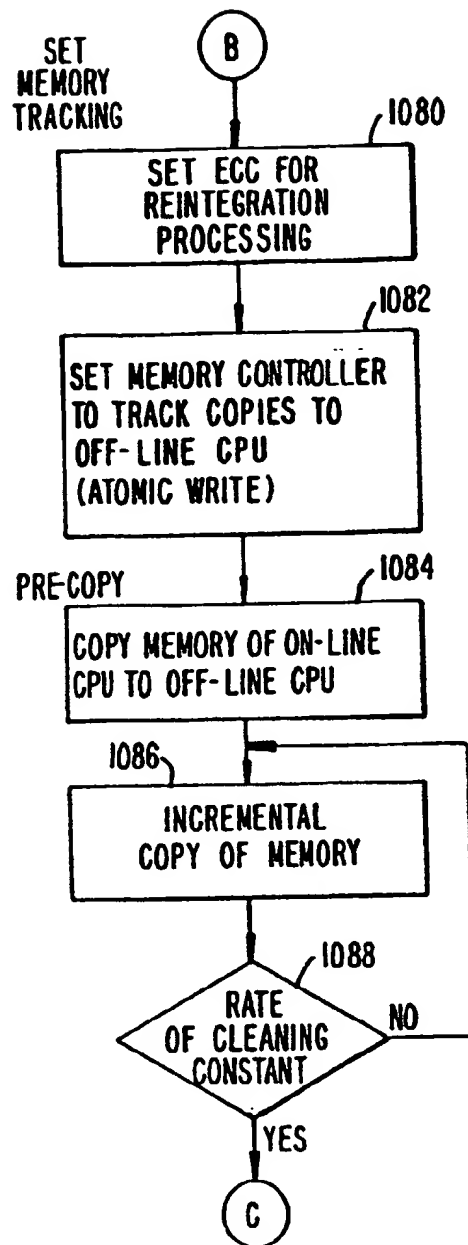 B
SET
MEMORY
TRACKING
1080
SET ECC FOR
REINTEGRATION
PROCESSING
1082
SET MEMORY CONTROLLER
TO TRACK COPIES TO
OFF-LINE CPU
(ATOMIC WRITE)
PRE-COPY
1084
COPY MEMORY OF ON-LINE
CPU TO OFF-LINE CPU
1086
INCREMENTAL
COPY OF MEMORY
1088
RATE
OF CLEANING
CONSTANT
NO
YES
C